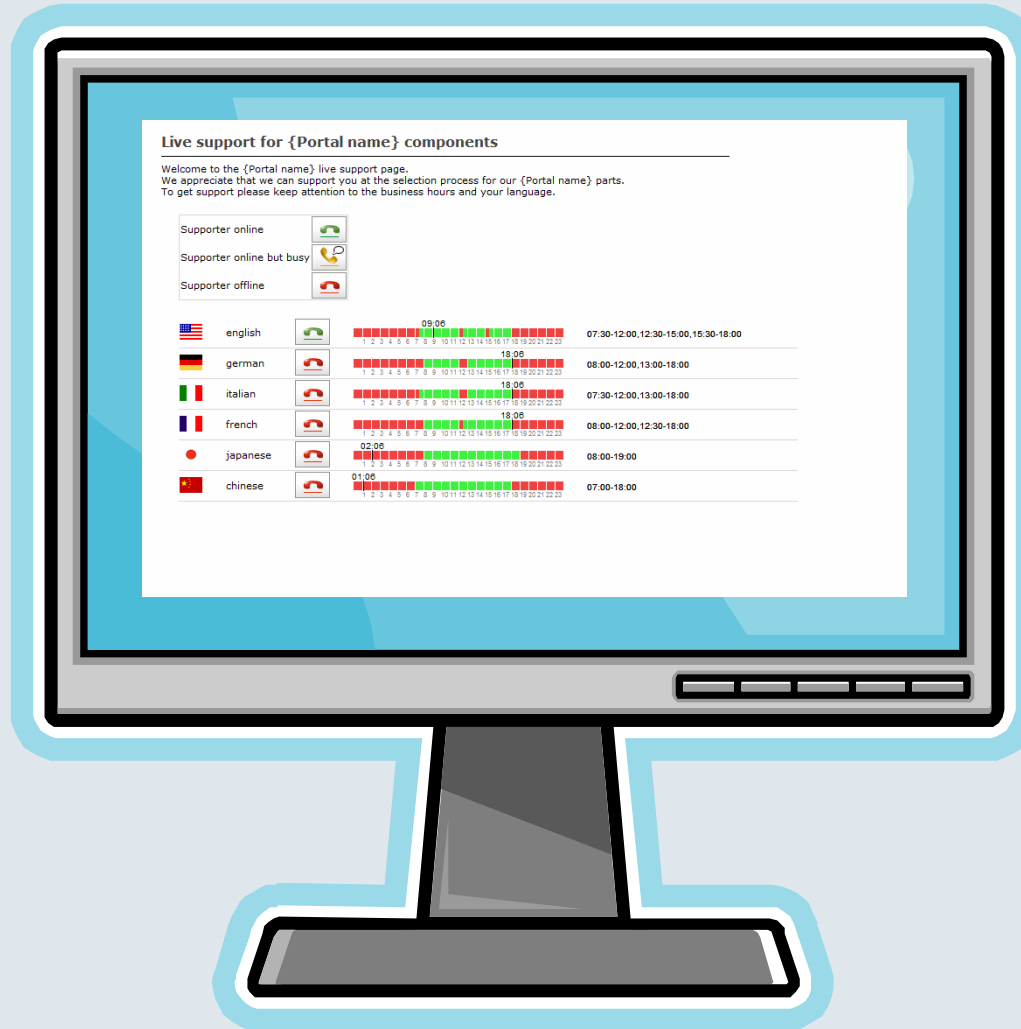 Live support for {Portal name} components
Welcome to the {Portal name} live support page.
We appreciate that we can support you at the selection process for our {Portal name} parts.
To get support please keep attention to the business hours and your language.
Supporter online
Supporter online but busy
Supporter offline
09:06
english 07:30-12:00,12:30-15:00,15:30-18:00
1 2 3 4 5 6 7 8 9 10 11 12 13 14 15 16 17 18 19 20 21 22 23
18:06
german 08:00-12:00,13:00-18:00
1 2 3 4 5 6 7 8 9 10 11 12 13 14 15 16 17 18 19 20 21 22 23
18:06
italian 07:30-12:00,13:00-18:00
1 2 3 4 5 6 7 8 9 10 11 12 13 14 15 16 17 18 19 20 21 22 23
18:06
french 08:00-12:00,12:30-18:00
1 2 3 4 5 6 7 8 9 10 11 12 13 14 15 16 17 18 19 20 21 22 23
02:06
japanese 08:00-19:00
1 2 3 4 5 6 7 8 9 10 11 12 13 14 15 16 17 18 19 20 21 22 23
01:06
chinese 07:00-18:00
1 2 3 4 5 6 7 8 9 10 11 12 13 14 15 16 17 18 19 20 21 22 23